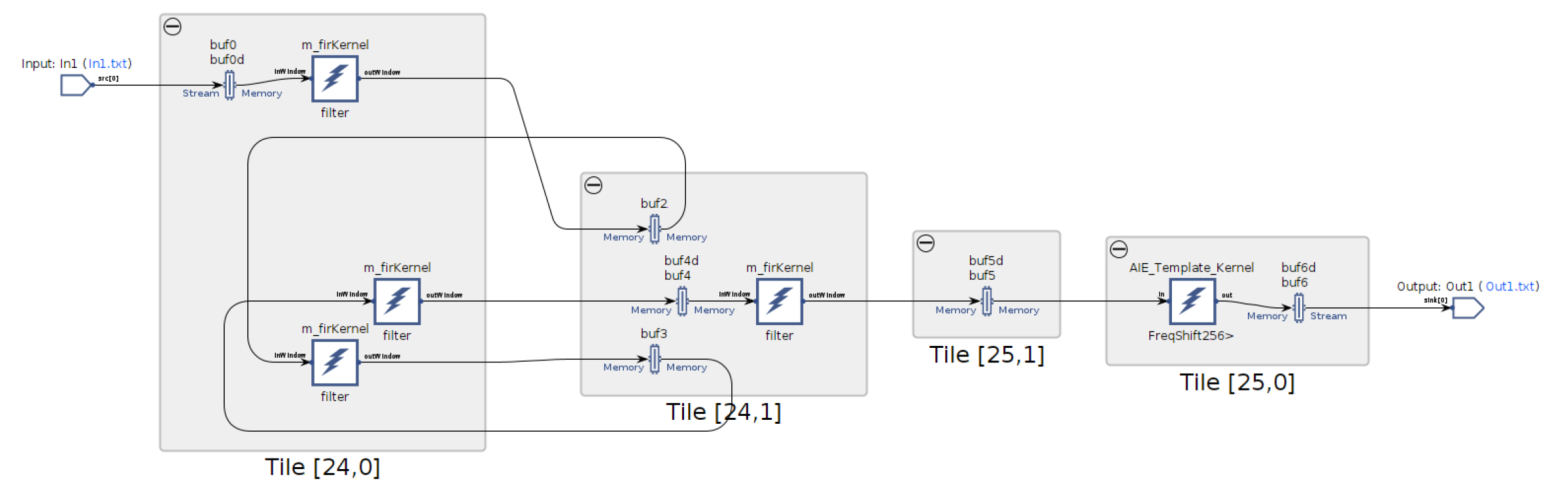 Input: In1 (In1.txt)
src[0]
buf0
buf0d
Stream
Memory
m_firKernel
inWindow
outWindow
filter
m_firKernel
inWindow
outWindow
filter
m_firKernel
inWindow
outWindow
filter
Tile [24,0]
buf2
Memory
Memory
buf4d
buf4
Memory
Memory
m_firKernel
inWindow
outWindow
filter
buf3
Memory
Memory
Tile [24,1]
buf5d
buf5
Memory
Memory
Tile [25,1]
AIE_Template_Kernel
in
out
FreqShift256>
buf6d
buf6
Memory
Stream
Tile [25,0]
Output: Out1 ( Out1.txt)
sink[0]